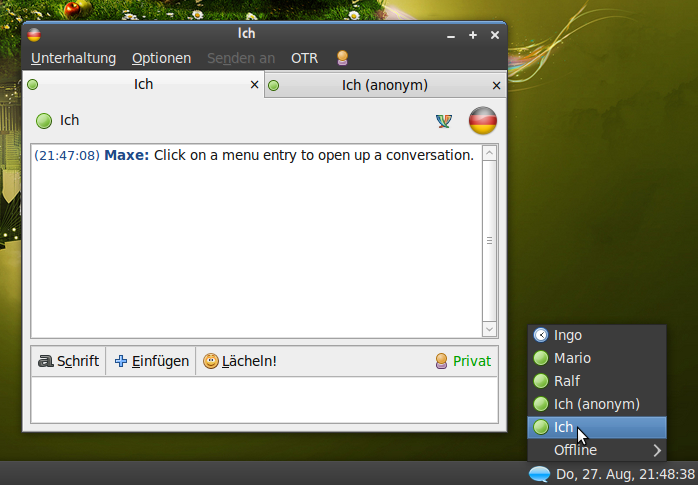 Ich
Unterhaltung Optionen Senden an OTR
Ich Ich (anonym)
Ich
(21:47:08) Maxe: Click on a menu entry to open up a conversation.
Schrift Einfügen Lächeln! Privat
Ingo
Mario
Ralf
Ich (anonym)
Ich
Offline
Do, 27. Aug, 21:48:38